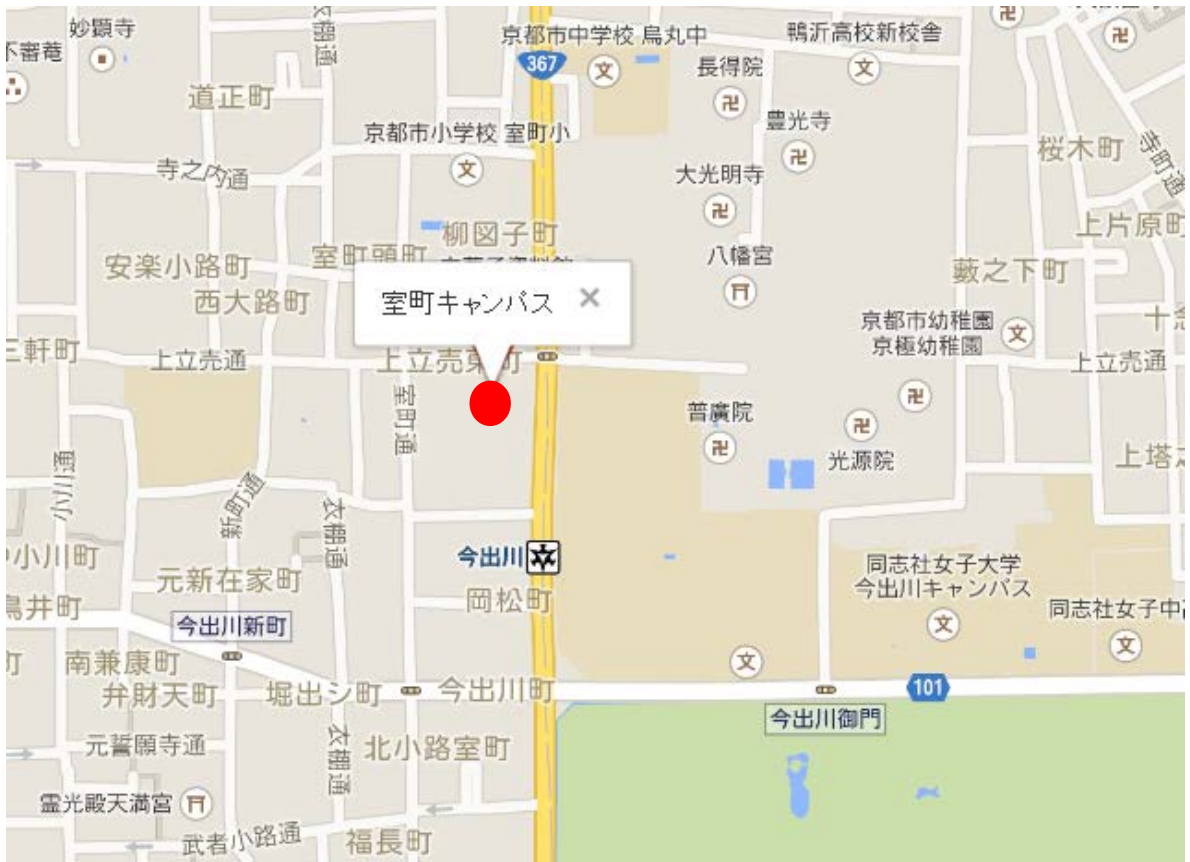 妙顕寺
不審菴
衣棚通
京都市中学校 烏丸中
鴨沂高校新校舎
367
長得院
道正町
豊光寺
京都市小学校 室町小
桜木町
寺町通
寺之内通
大光明寺
柳図子町
上片原町
室町頭町
八幡宮
安楽小路町
藪之下町
西大路町
室町キャンパス ×
京都市幼稚園
京極幼稚園
三軒町
上立売通
上立売東町
上立売通
室町通
普廣院
光源院
小川通
新町通
衣棚通
今出川
小川町
元新在家町
岡松町
同志社女子大学
今出川キャンパス
同志社女子中
今出川新町
南兼康町
弁財天町
堀出シ町
今出川町
101
今出川御門
元誓願寺通
衣棚通
北小路室町
霊光殿天満宮
武者小路通
福長町